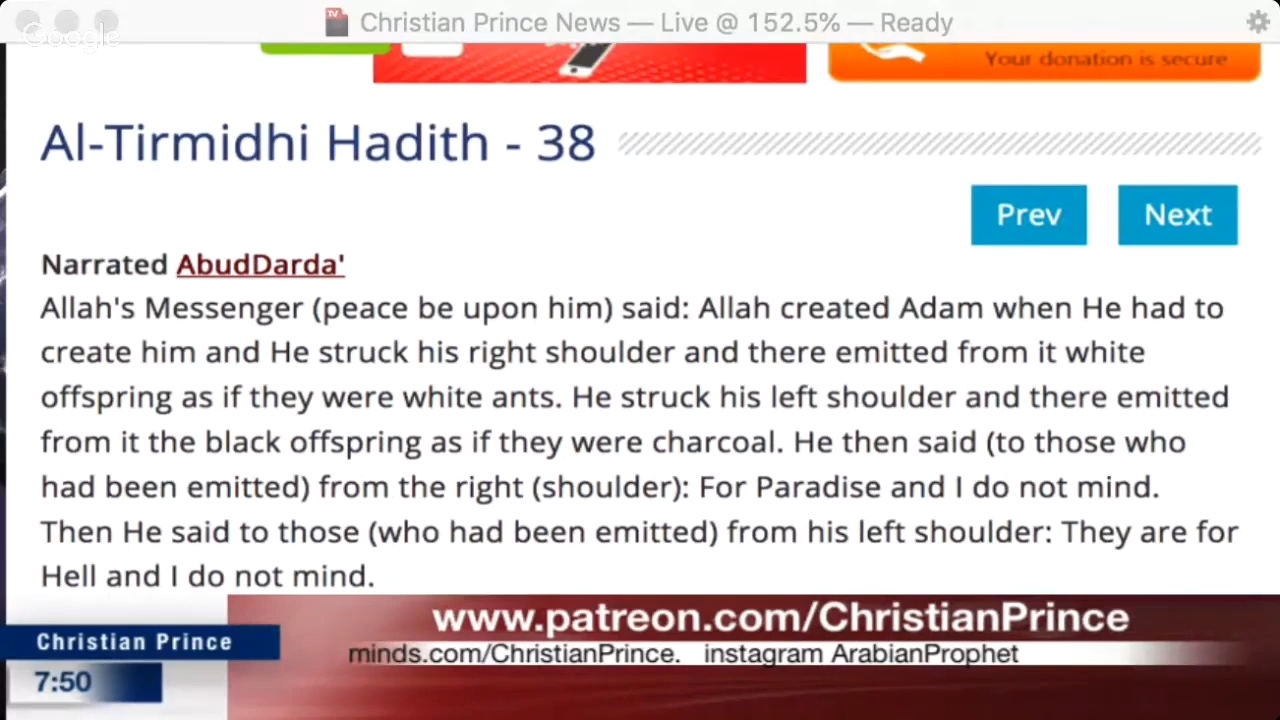 Christian Prince News — Live @ 152.5% — Ready
Google
Your donation is secure
Al-Tirmidhi Hadith - 38
Prev Next
Narrated AbudDarda'
Allah's Messenger (peace be upon him) said: Allah created Adam when He had to
create him and He struck his right shoulder and there emitted from it white
offspring as if they were white ants. He struck his left shoulder and there emitted
from it the black offspring as if they were charcoal. He then said (to those who
had been emitted) from the right (shoulder): For Paradise and I do not mind.
Then He said to those (who had been emitted) from his left shoulder: They are for
Hell and I do not mind.
www.patreon.com/ChristianPrince
Christian Prince
minds.com/ChristianPrince. instagram ArabianProphet
7:50